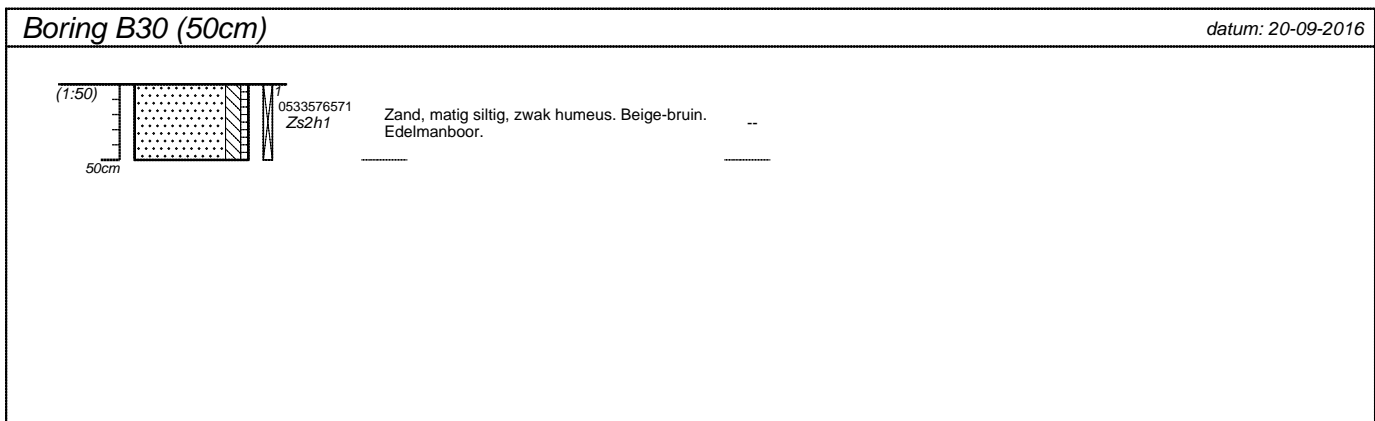 Boring B30 (50cm)
datum: 20-09-2016
(1:50)
1
0533576571
Zs2h1
Zand, matig siltig, zwak humeus. Beige-bruin.
Edelmanboor.
--
50cm